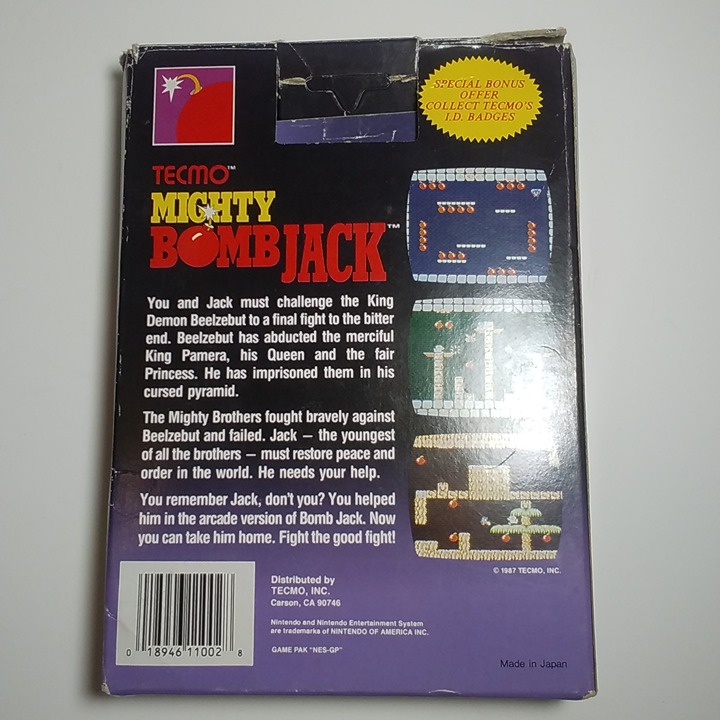 SPECIAL BONUS
OFFER
COLLECT TECMO'S
I.D. BADGES
TECMO™
MIGHTY
BOMB JACK™
You and Jack must challenge the King
Demon Beelzebut to a final fight to the bitter
end. Beelzebut has abducted the merciful
King Pamera, his Queen and the fair
Princess. He has imprisoned them in his
cursed pyramid.
The Mighty Brothers fought bravely against
Beelzebut and failed. Jack — the youngest
of all the brothers — must restore peace and
order in the world. He needs your help.
You remember Jack, don't you? You helped
him in the arcade version of Bomb Jack. Now
you can take him home. Fight the good fight!
© 1987 TECMO, INC.
Distributed by
TECMO, INC.
Carson, CA 90746
Nintendo and Nintendo Entertainment System
are trademarks of NINTENDO OF AMERICA INC.
GAME PAK "NES-GP"
0 18946 11002 8
Made in Japan